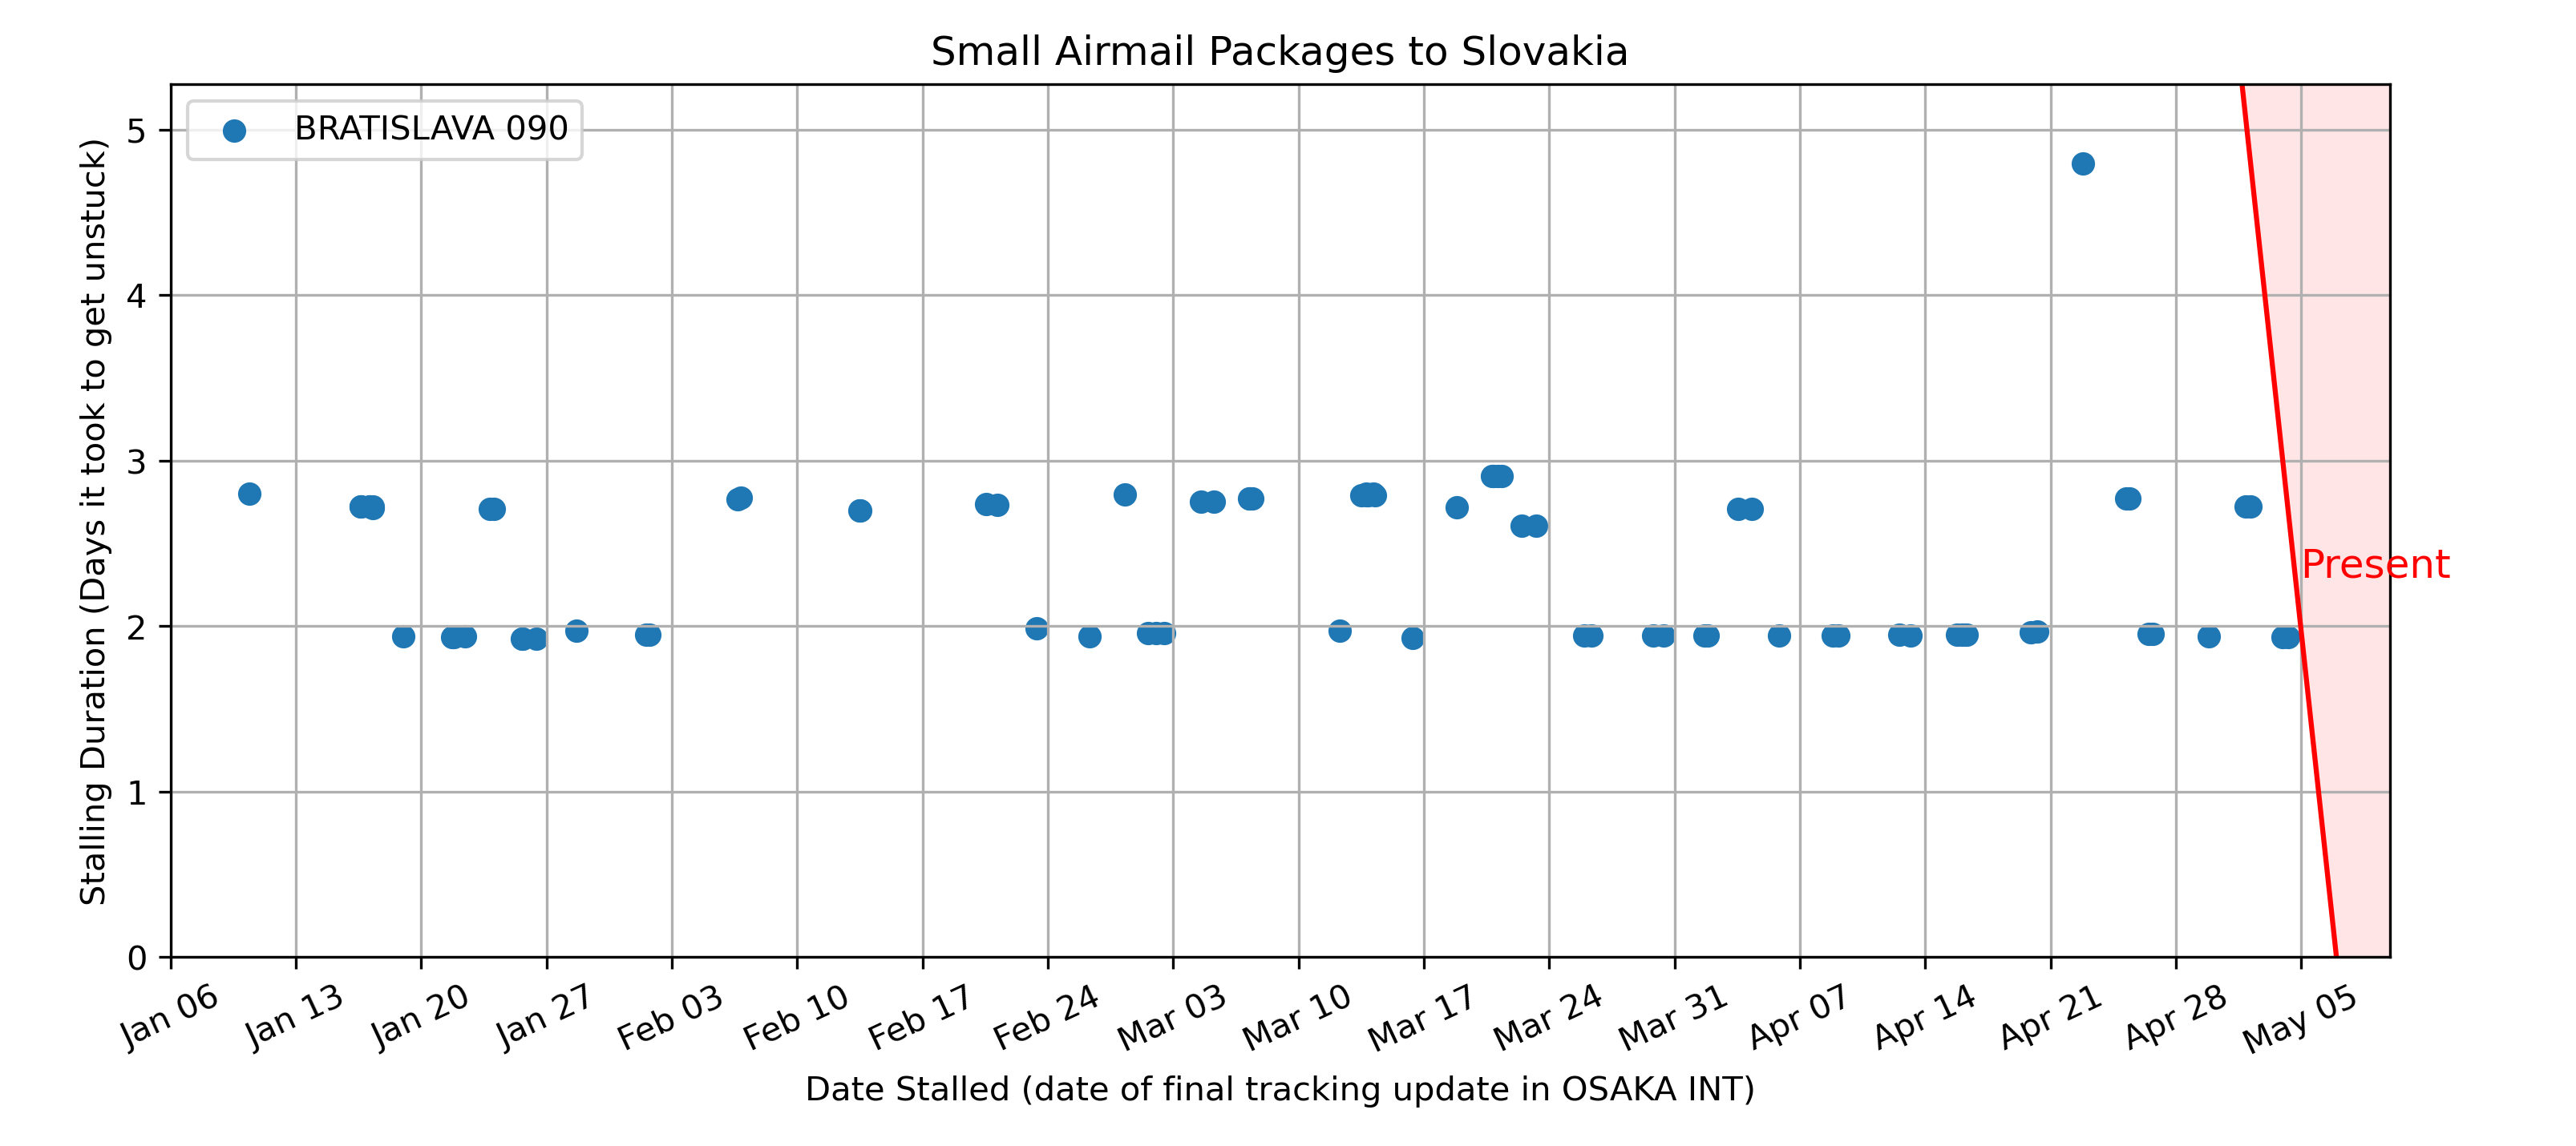 Small Airmail Packages to Slovakia
BRATISLAVA 090
Stalling Duration (Days it took to get unstuck)
5
4
3
2
1
0
Present
Jan 06
Jan 13
Jan 20
Jan 27
Feb 03
Feb 10
Feb 17
Feb 24
Mar 03
Mar 10
Mar 17
Mar 24
Mar 31
Apr 07
Apr 14
Apr 21
Apr 28
May 05
Date Stalled (date of final tracking update in OSAKA INT)